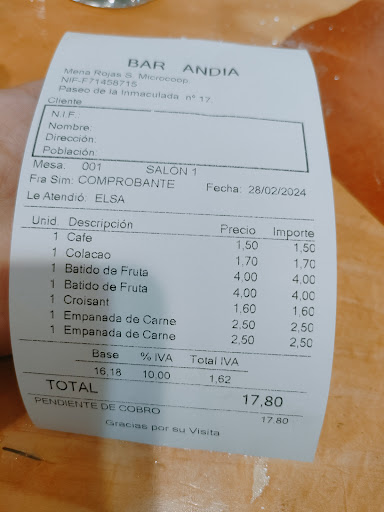 BAR ANDIA
Mena Rojas S. Microcoop.
NIF-F71458715
Paseo de la Inmaculada nº 17
Cliente
N.I.F.
Nombre:
Dirección:
Población:
Mesa: 001 SALON 1
Fra Sim: COMPROBANTE Fecha: 28/02/2024
Le Atendió: ELSA
Unid. Descripción Precio Importe
1 Cafe 1,50 1,50
1 Colacao 1,70 1,70
1 Batido de Fruta 4,00 4,00
1 Batido de Fruta 4,00 4,00
1 Croisant 1,60 1,60
1 Empanada de Carne 2,50 2,50
1 Empanada de Carne 2,50 2,50
Base % IVA Total IVA
16,18 10,00 1,62
TOTAL 17,80
PENDIENTE DE COBRO 17,80
Gracias por su Visita